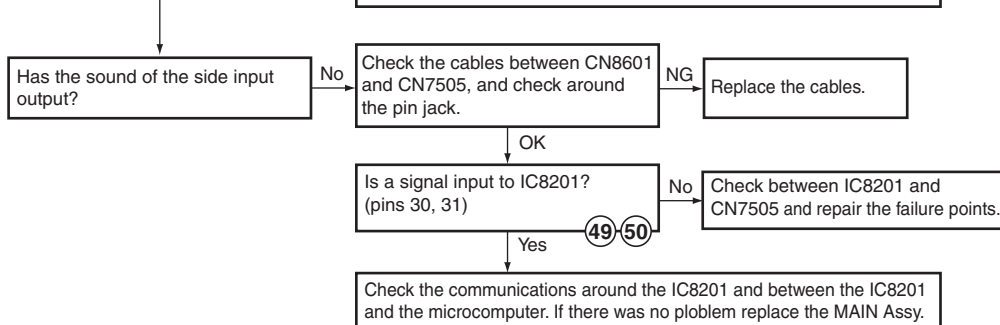 Has the sound of the side input
output?
No
Check the cables between CN8601
and CN7505, and check around
the pin jack.
NG
Replace the cables.
OK
Is a signal input to IC8201?
(pins 30, 31)
No
Check between IC8201 and
CN7505 and repair the failure points.
49 50
Yes
Check the communications around the IC8201 and between the IC8201
and the microcomputer. If there was no ploblem replace the MAIN Assy.